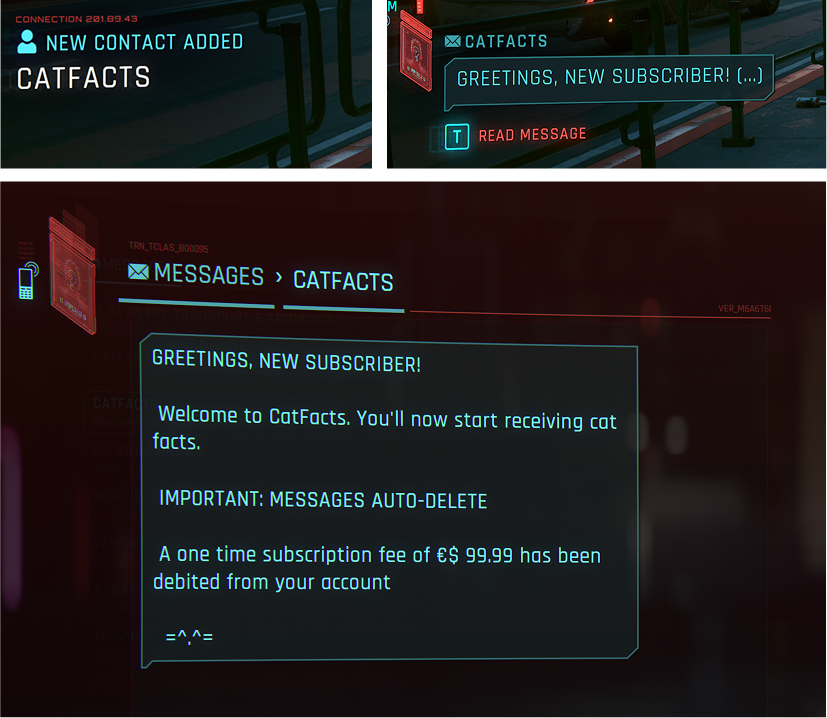 CONNECTION 201.89.43
NEW CONTACT ADDED
CATFACTS
M
CATFACTS
GREETINGS, NEW SUBSCRIBER! (...)
T READ MESSAGE
TRN_TCLAS_800095
MESSAGES › CATFACTS
VER_M6A6T6I
GREETINGS, NEW SUBSCRIBER!
Welcome to CatFacts. You'll now start receiving cat
facts.
IMPORTANT: MESSAGES AUTO-DELETE
A one time subscription fee of €$ 99.99 has been
debited from your account
=^.^=